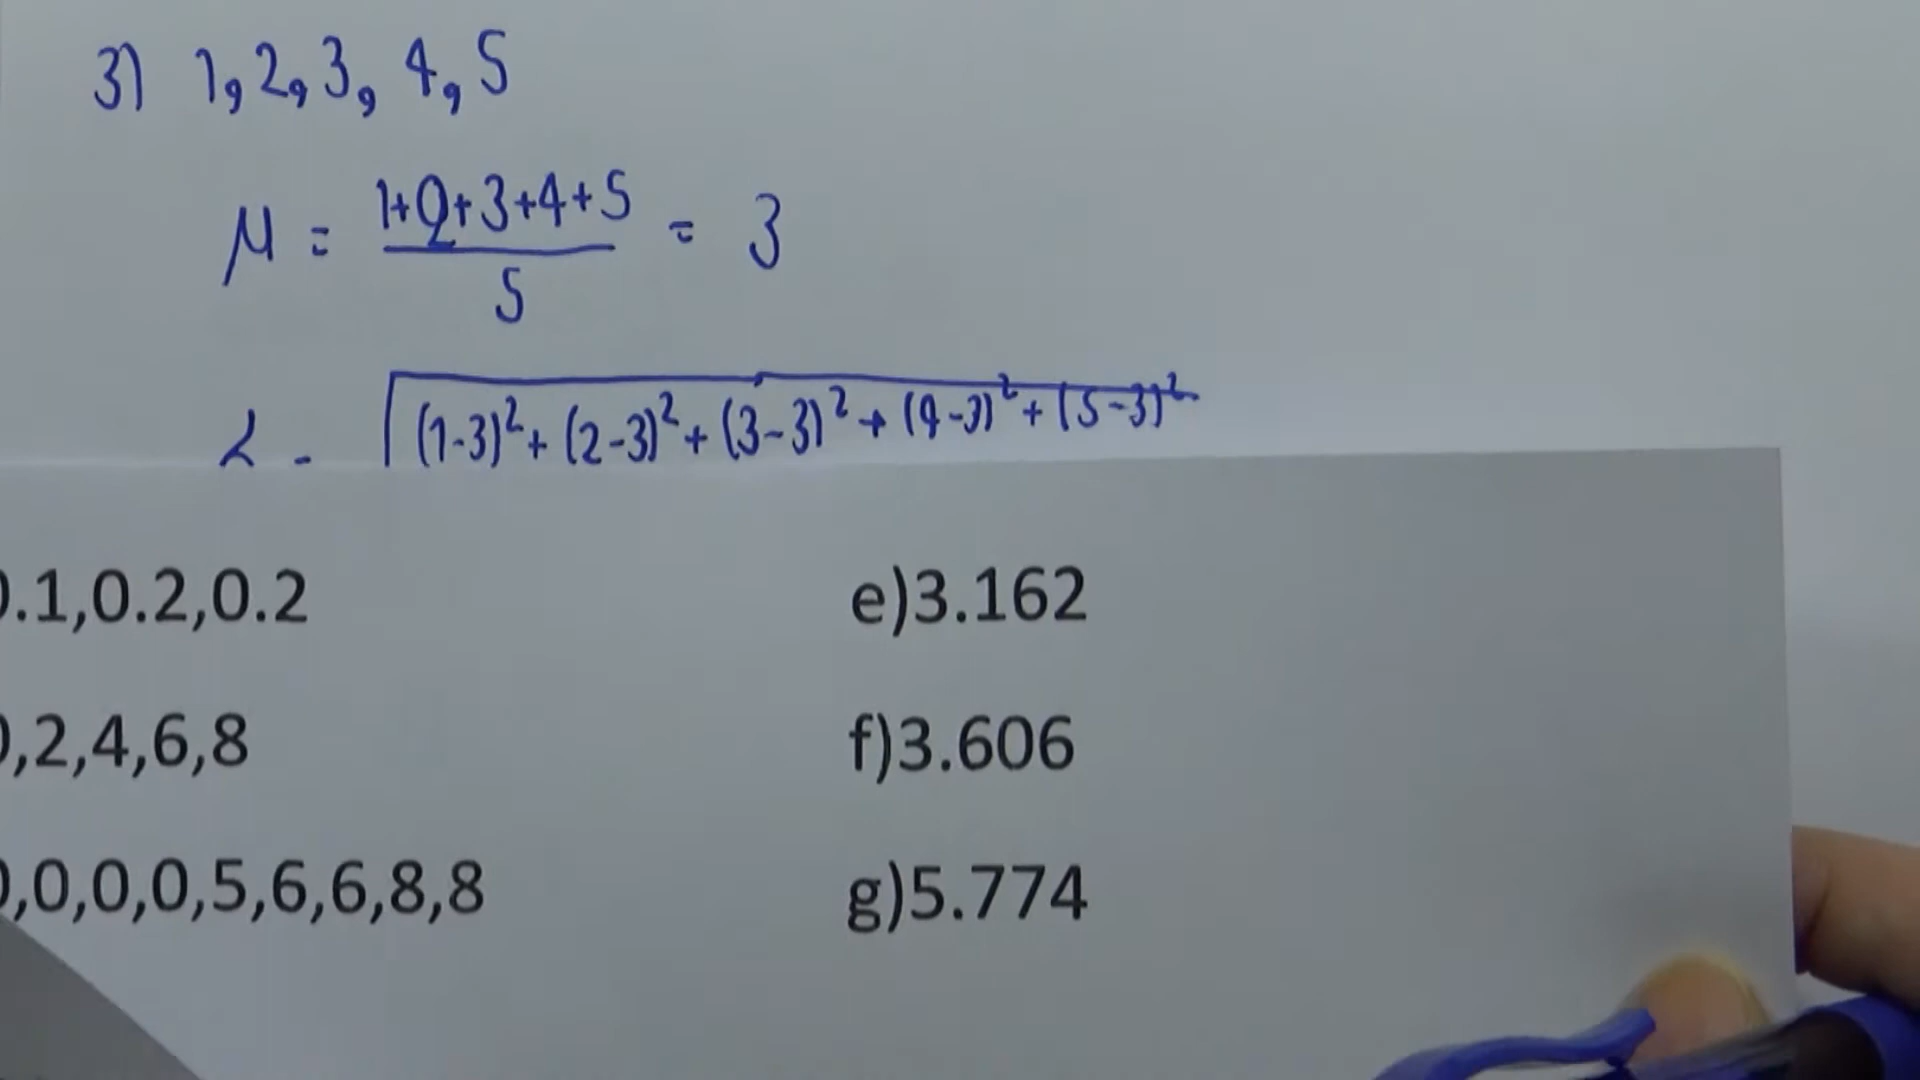 3) 1, 2, 3, 4, 5
μ = (1+2+3+4+5)/5 = 3
√(1-3)²+(2-3)²+(3-3)²+(4-3)²+(5-3)²
.1,0.2,0.2
e)3.162
,2,4,6,8
f)3.606
,0,0,0,5,6,6,8,8
g)5.774